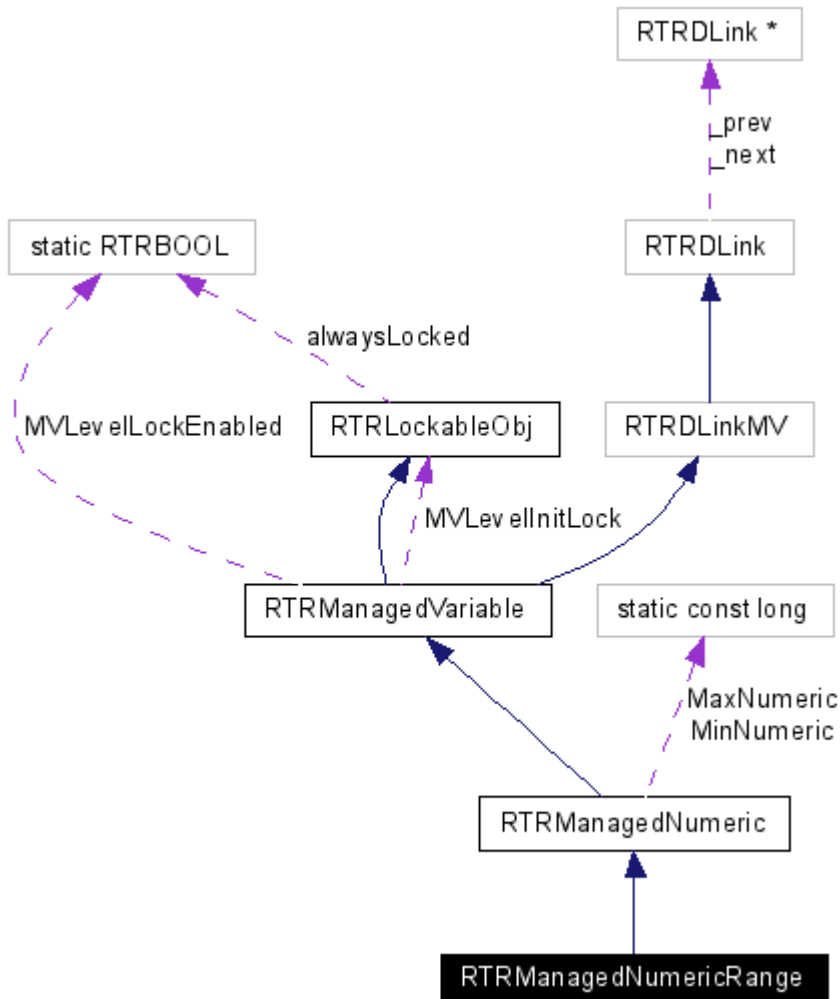 RTRDLink *
_prev
_next
static RTRBOOL
RTRDLink
alwaysLocked
MVLevelLockEnabled
RTRLockableObj
RTRDLinkMV
MVLevelInitLock
RTRManagedVariable
static const long
MaxNumeric
MinNumeric
RTRManagedNumeric
RTRManagedNumericRange